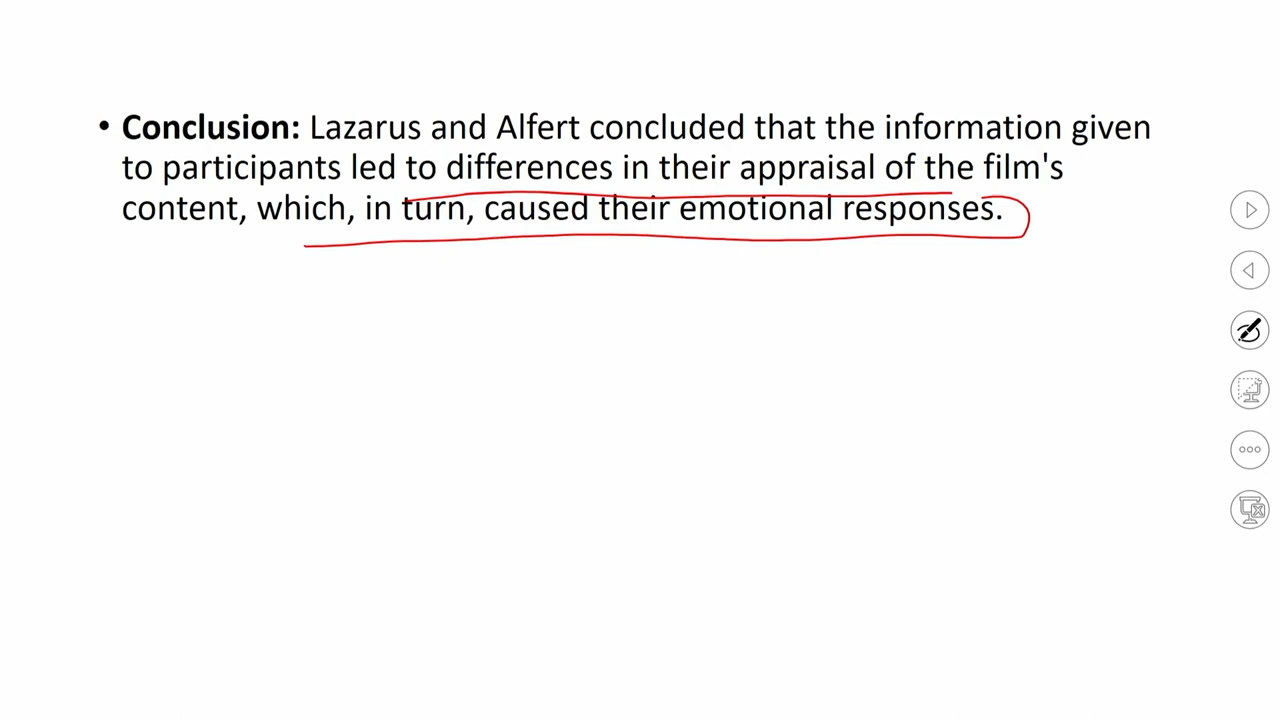 • Conclusion: Lazarus and Alfert concluded that the information given
to participants led to differences in their appraisal of the film's
content, which, in turn, caused their emotional responses.